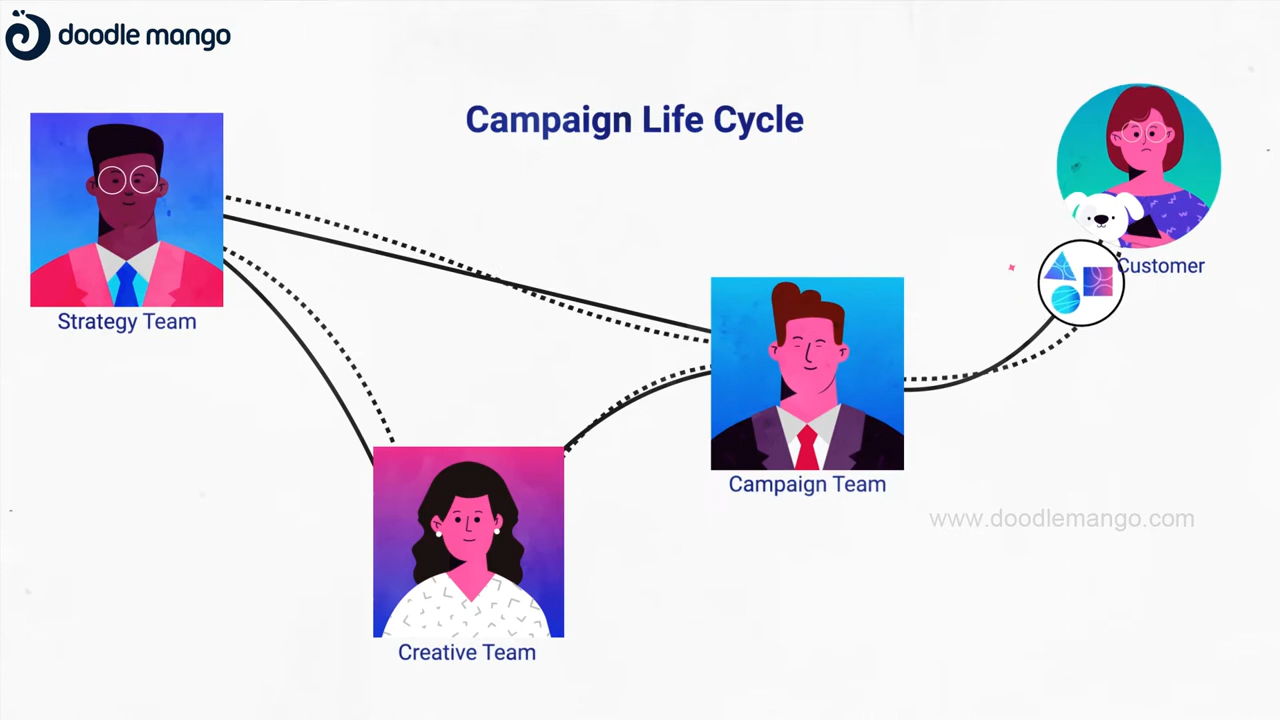 doodle mango
Campaign Life Cycle
Strategy Team
Customer
Campaign Team
www.doodlemango.com
Creative Team